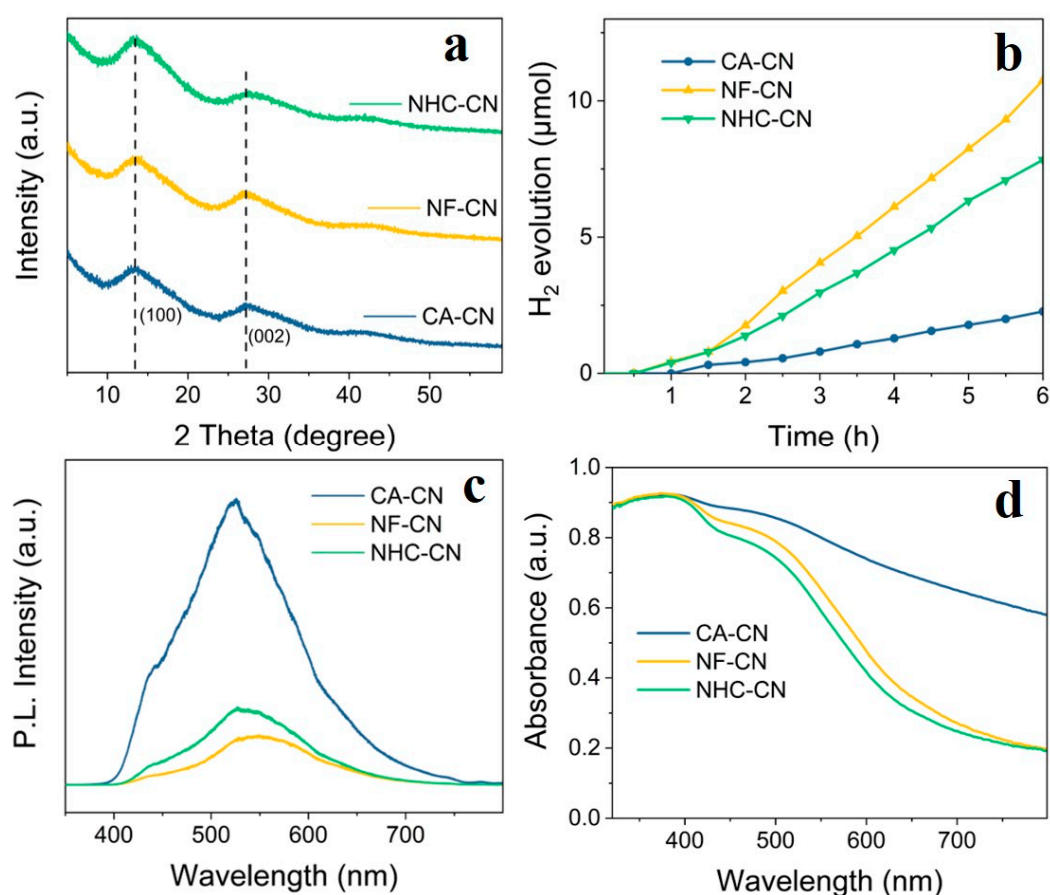 a
NHC-CN
NF-CN
CA-CN
(100)
(002)
Intensity (a.u.)
10
20
30
40
50
2 Theta (degree)
b
CA-CN
NF-CN
NHC-CN
H₂ evolution (μmol)
10
5
0
1
2
3
4
5
6
Time (h)
c
CA-CN
NF-CN
NHC-CN
P.L. Intensity (a.u.)
400
500
600
700
Wavelength (nm)
d
CA-CN
NF-CN
NHC-CN
Absorbance (a.u.)
1.0
0.8
0.6
0.4
0.2
0.0
400
500
600
700
Wavelength (nm)